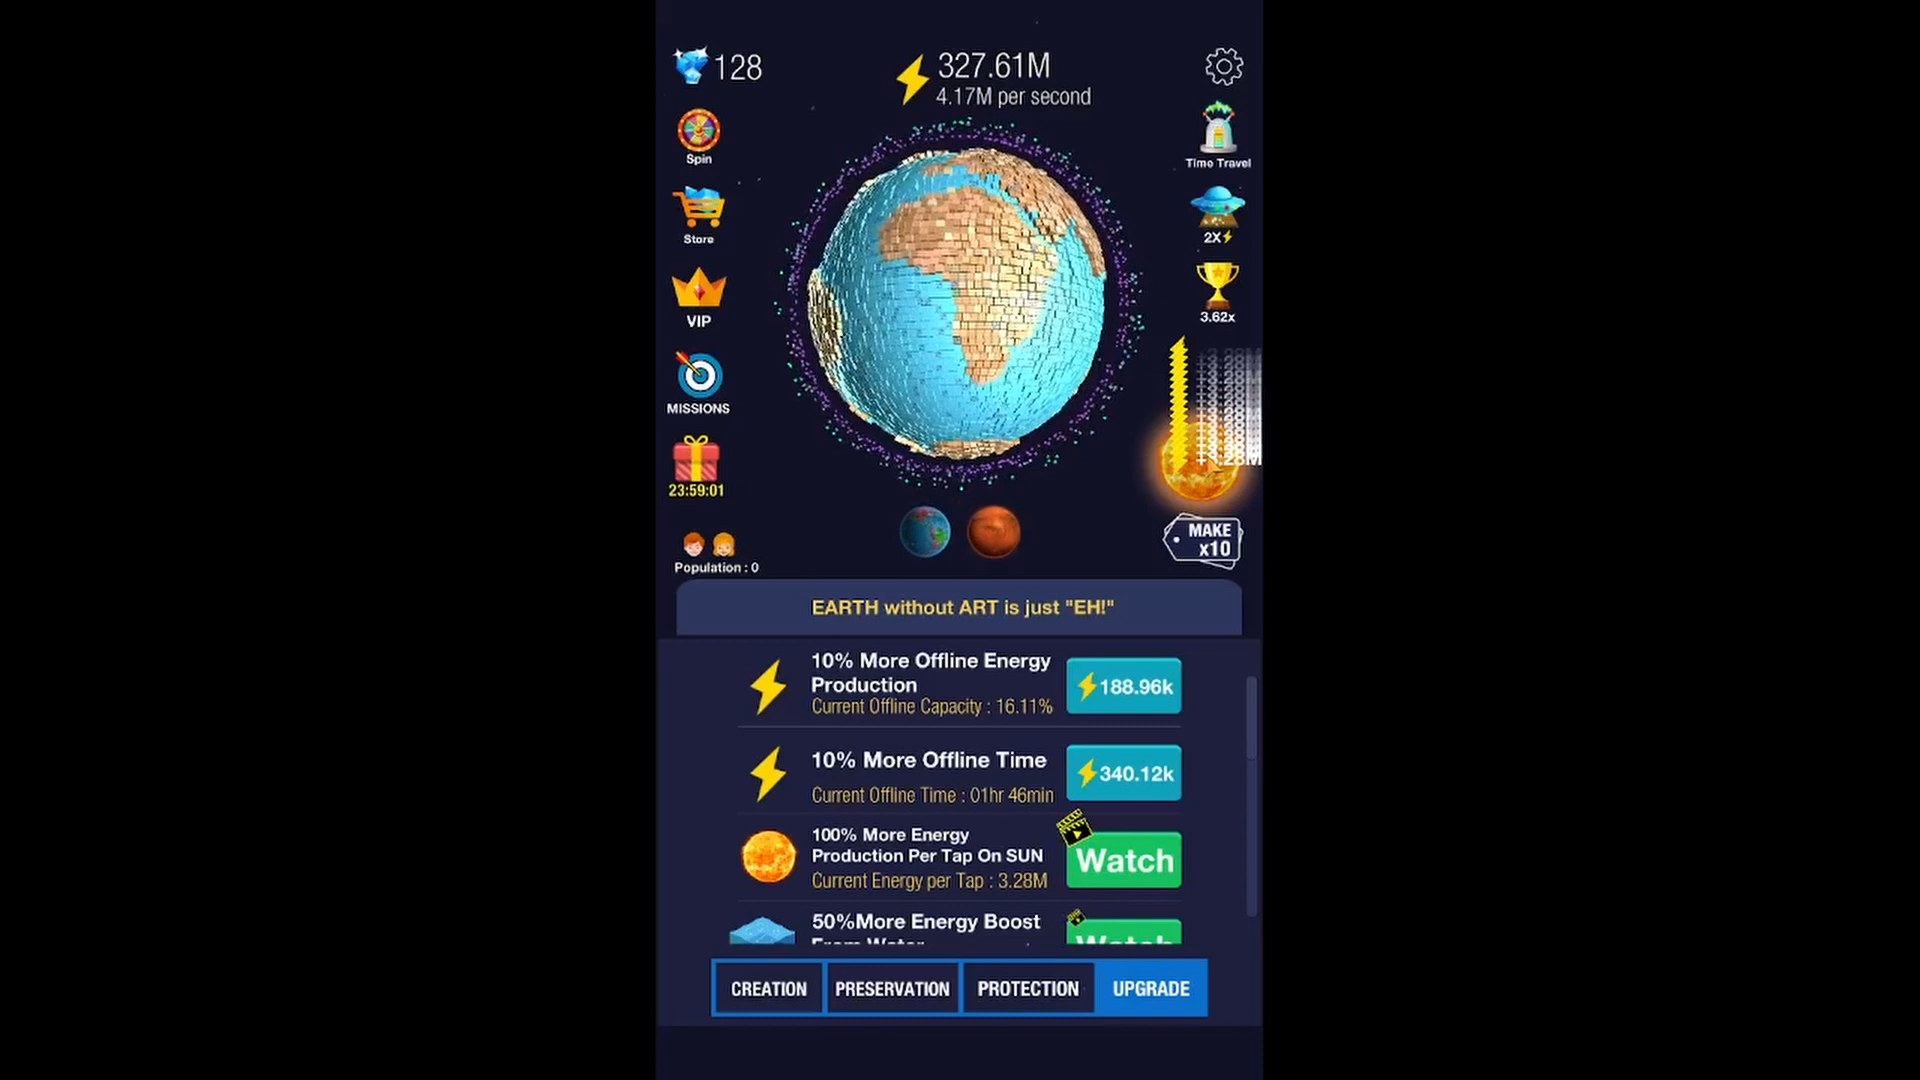 128
327.61M
4.17M per second
Spin
Time Travel
Store
2X
VIP
3.62x
MISSIONS
23:59:01
MAKE
x10
Population : 0
EARTH without ART is just "EH!"
10% More Offline Energy
Production
Current Offline Capacity : 16.11%
188.96k
10% More Offline Time
Current Offline Time : 01hr 46min
340.12k
100% More Energy
Production Per Tap On SUN
Current Energy per Tap : 3.28M
Watch
50%More Energy Boost
From Water
Watch
CREATION
PRESERVATION
PROTECTION
UPGRADE